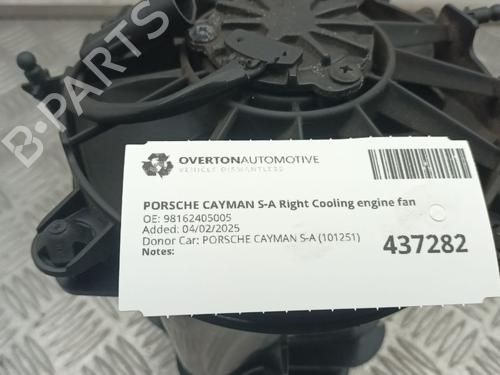 B-PARTS
OVERTONAUTOMOTIVE
VEHICLE DISMANTLERS
PORSCHE CAYMAN S-A Right Cooling engine fan
OE: 98162405005
Added: 04/02/2025
Donor Car: PORSCHE CAYMAN S-A (101251)
Notes:
437282